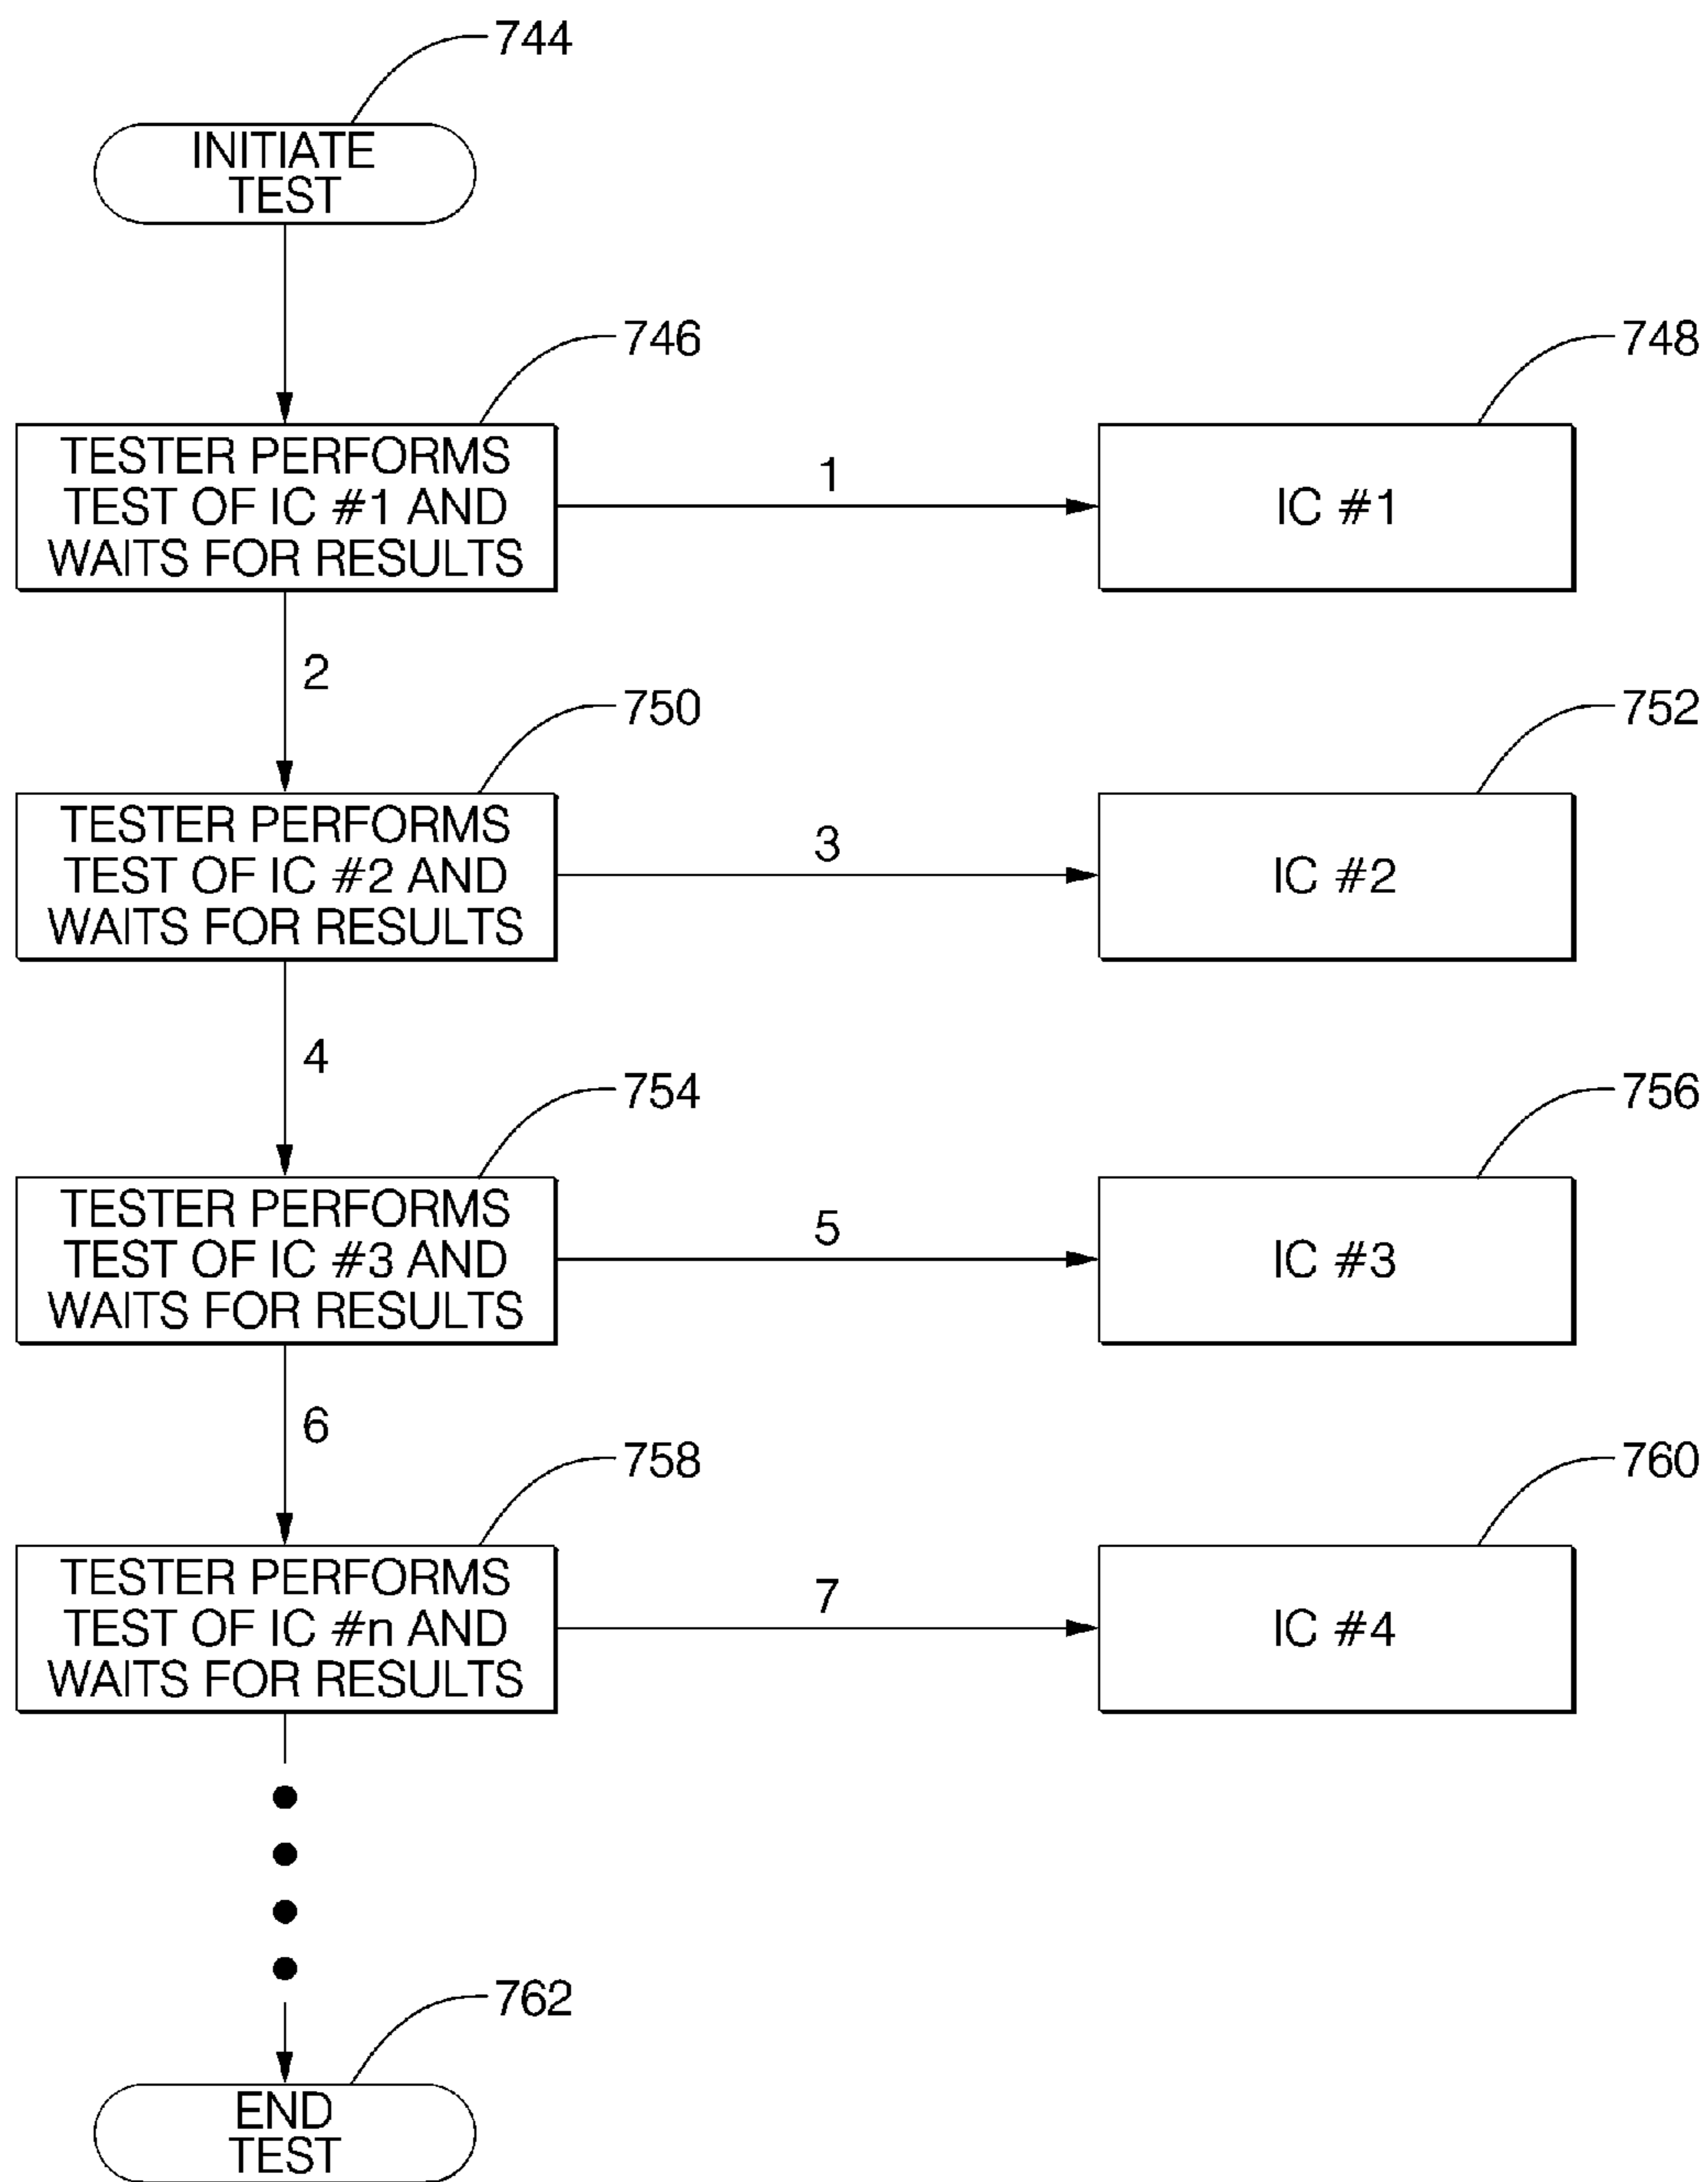 744
INITIATE
TEST
746
748
TESTER PERFORMS
TEST OF IC #1 AND
WAITS FOR RESULTS
1
IC #1
2
750
752
TESTER PERFORMS
TEST OF IC #2 AND
WAITS FOR RESULTS
3
IC #2
4
754
756
TESTER PERFORMS
TEST OF IC #3 AND
WAITS FOR RESULTS
5
IC #3
6
758
760
TESTER PERFORMS
TEST OF IC #n AND
WAITS FOR RESULTS
7
IC #4
762
END
TEST